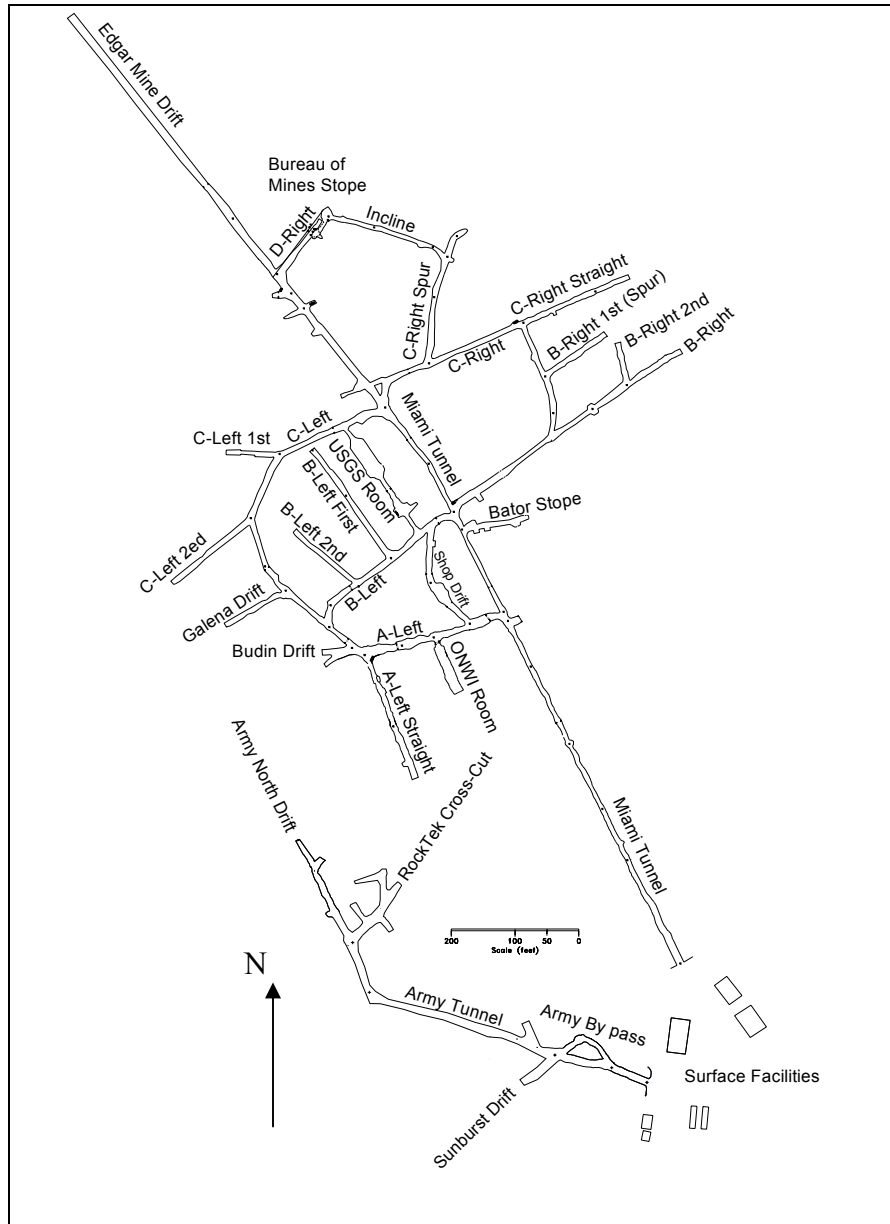 Edgar Mine Drift
Bureau of
Mines Stope
D-Right
Incline
C-Right Spur
C-Right Straight
C-Right
B-Right 1st (Spur)
B-Right 2nd
B-Right
Miami Tunnel
C-Left
C-Left 1st
USGS Room
B-Left First
B-Left 2nd
Bator Stope
C-Left 2ed
B-Left
Shop Drift
Galena Drift
Budin Drift
A-Left
ONWI Room
A-Left Straight
Army North Drift
RockTek Cross-Cut
Miami Tunnel
200 100 50 0
Scale (feet)
N
Army Tunnel
Army By pass
Surface Facilities
Sunburst Drift